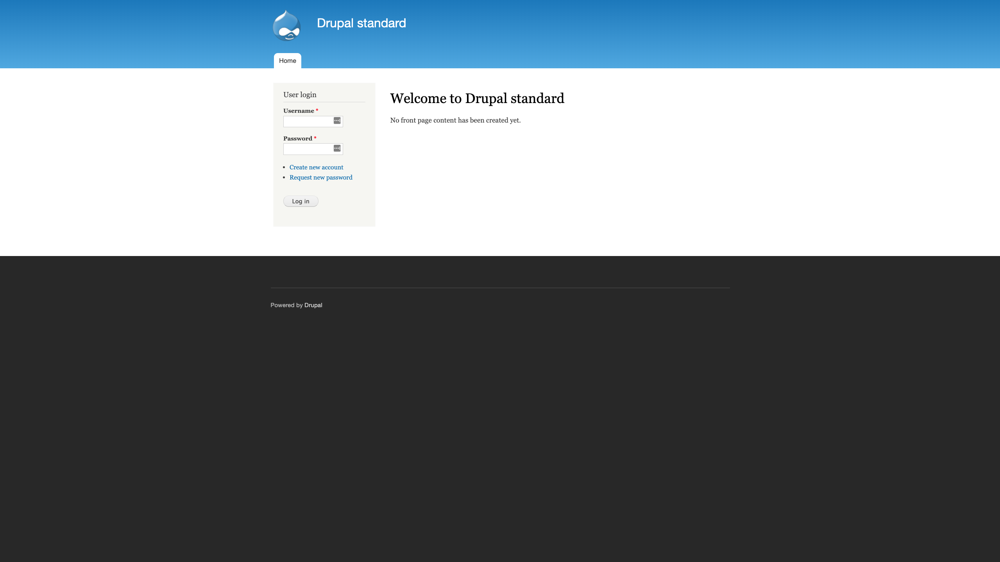 Drupal standard
Home
User login
Username *
Password *
Create new account
Request new password
Log in
Welcome to Drupal standard
No front page content has been created yet.
Powered by Drupal